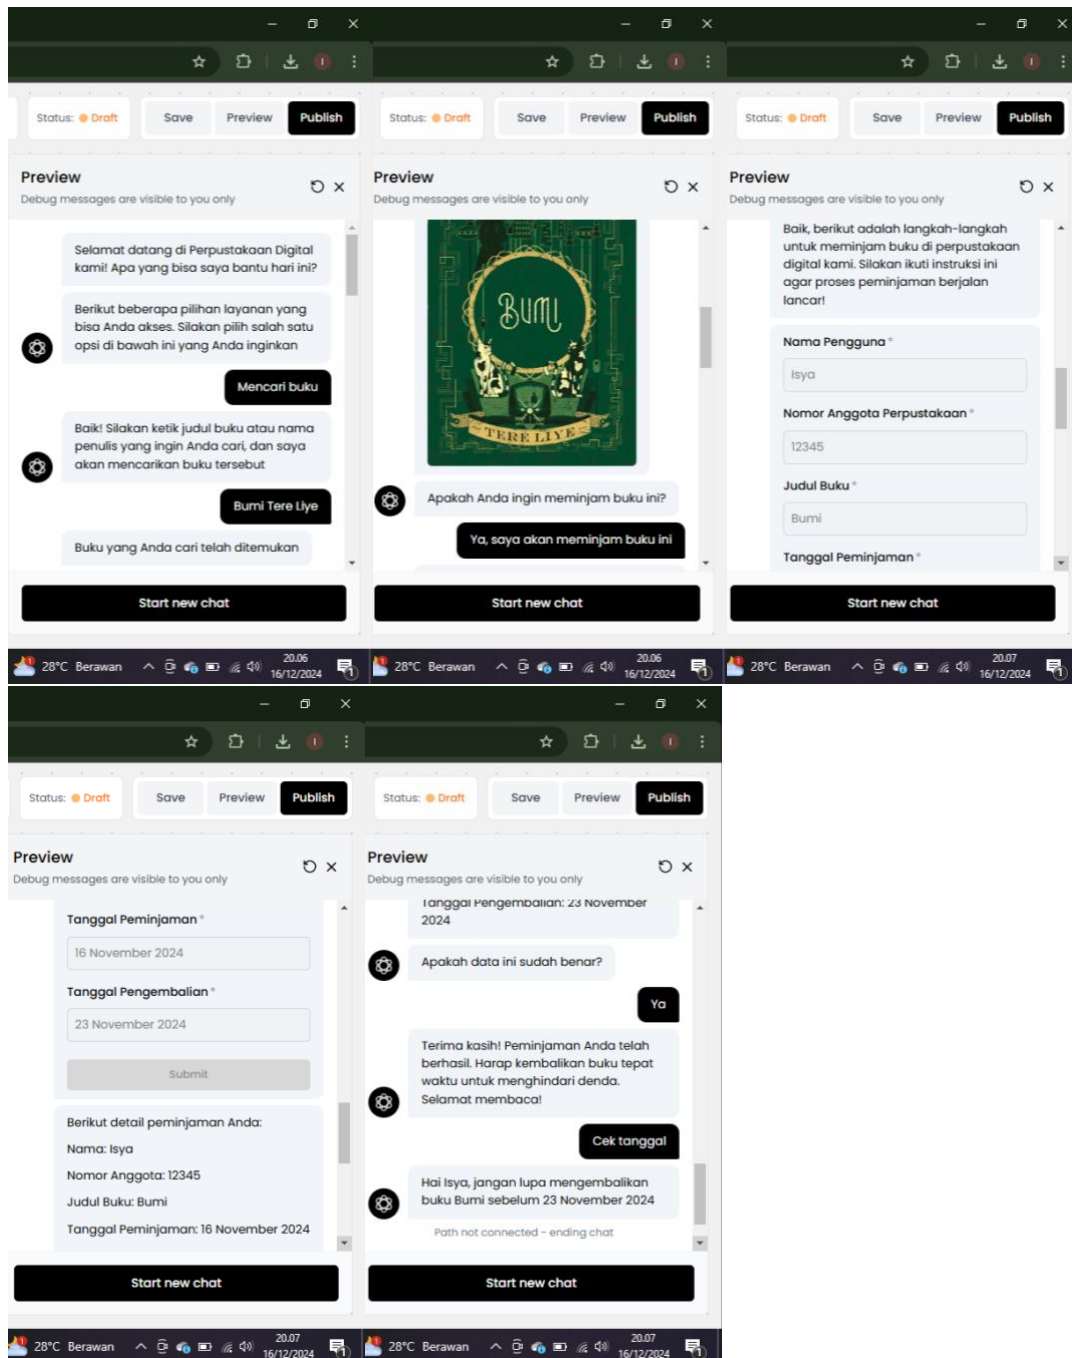 Status: Draft Save Preview Publish
Preview
Debug messages are visible to you only
Selamat datang di Perpustakaan Digital
kami! Apa yang bisa saya bantu hari ini?
Berikut beberapa pilihan layanan yang
bisa Anda akses. Silakan pilih salah satu
opsi di bawah ini yang Anda inginkan
Mencari buku
Baik! Silakan ketik judul buku atau nama
penulis yang ingin Anda cari, dan saya
akan mencarikan buku tersebut
Bumi Tere Liye
Buku yang Anda cari telah ditemukan
Start new chat
28°C Berawan
20.06
16/12/2024
1
I
Status: Draft Save Preview Publish
Preview
Debug messages are visible to you only
BUMI
TERE LIYE
Apakah Anda ingin meminjam buku ini?
Ya, saya akan meminjam buku ini
Start new chat
28°C Berawan
20.06
16/12/2024
1
I
Status: Draft Save Preview Publish
Preview
Debug messages are visible to you only
Baik, berikut adalah langkah-langkah
untuk meminjam buku di perpustakaan
digital kami. Silakan ikuti instruksi ini
agar proses peminjaman berjalan
lancar!
Nama Pengguna *
Isya
Nomor Anggota Perpustakaan *
12345
Judul Buku *
Bumi
Tanggal Peminjaman *
Start new chat
28°C Berawan
20.07
16/12/2024
1
I
Status: Draft Save Preview Publish
Preview
Debug messages are visible to you only
Tanggal Peminjaman *
16 November 2024
Tanggal Pengembalian *
23 November 2024
Submit
Berikut detail peminjaman Anda:
Nama: Isya
Nomor Anggota: 12345
Judul Buku: Bumi
Tanggal Peminjaman: 16 November 2024
Start new chat
28°C Berawan
20.07
16/12/2024
1
I
Status: Draft Save Preview Publish
Preview
Debug messages are visible to you only
Tanggal Pengembalian: 23 November
2024
Apakah data ini sudah benar?
Ya
Terima kasih! Peminjaman Anda telah
berhasil. Harap kembalikan buku tepat
waktu untuk menghindari denda.
Selamat membaca!
Cek tanggal
Hai Isya, jangan lupa mengembalikan
buku Bumi sebelum 23 November 2024
Path not connected - ending chat
Start new chat
28°C Berawan
20.07
16/12/2024
1
I